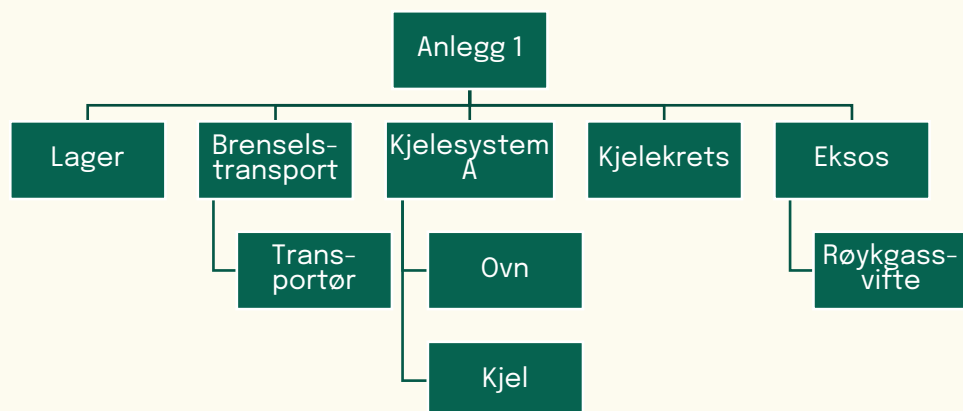 Anlegg 1
Lager
Brensels-
transport
Kjelesystem
A
Kjelekrets
Eksos
Trans-
portør
Ovn
Røykgass-
vifte
Kjel